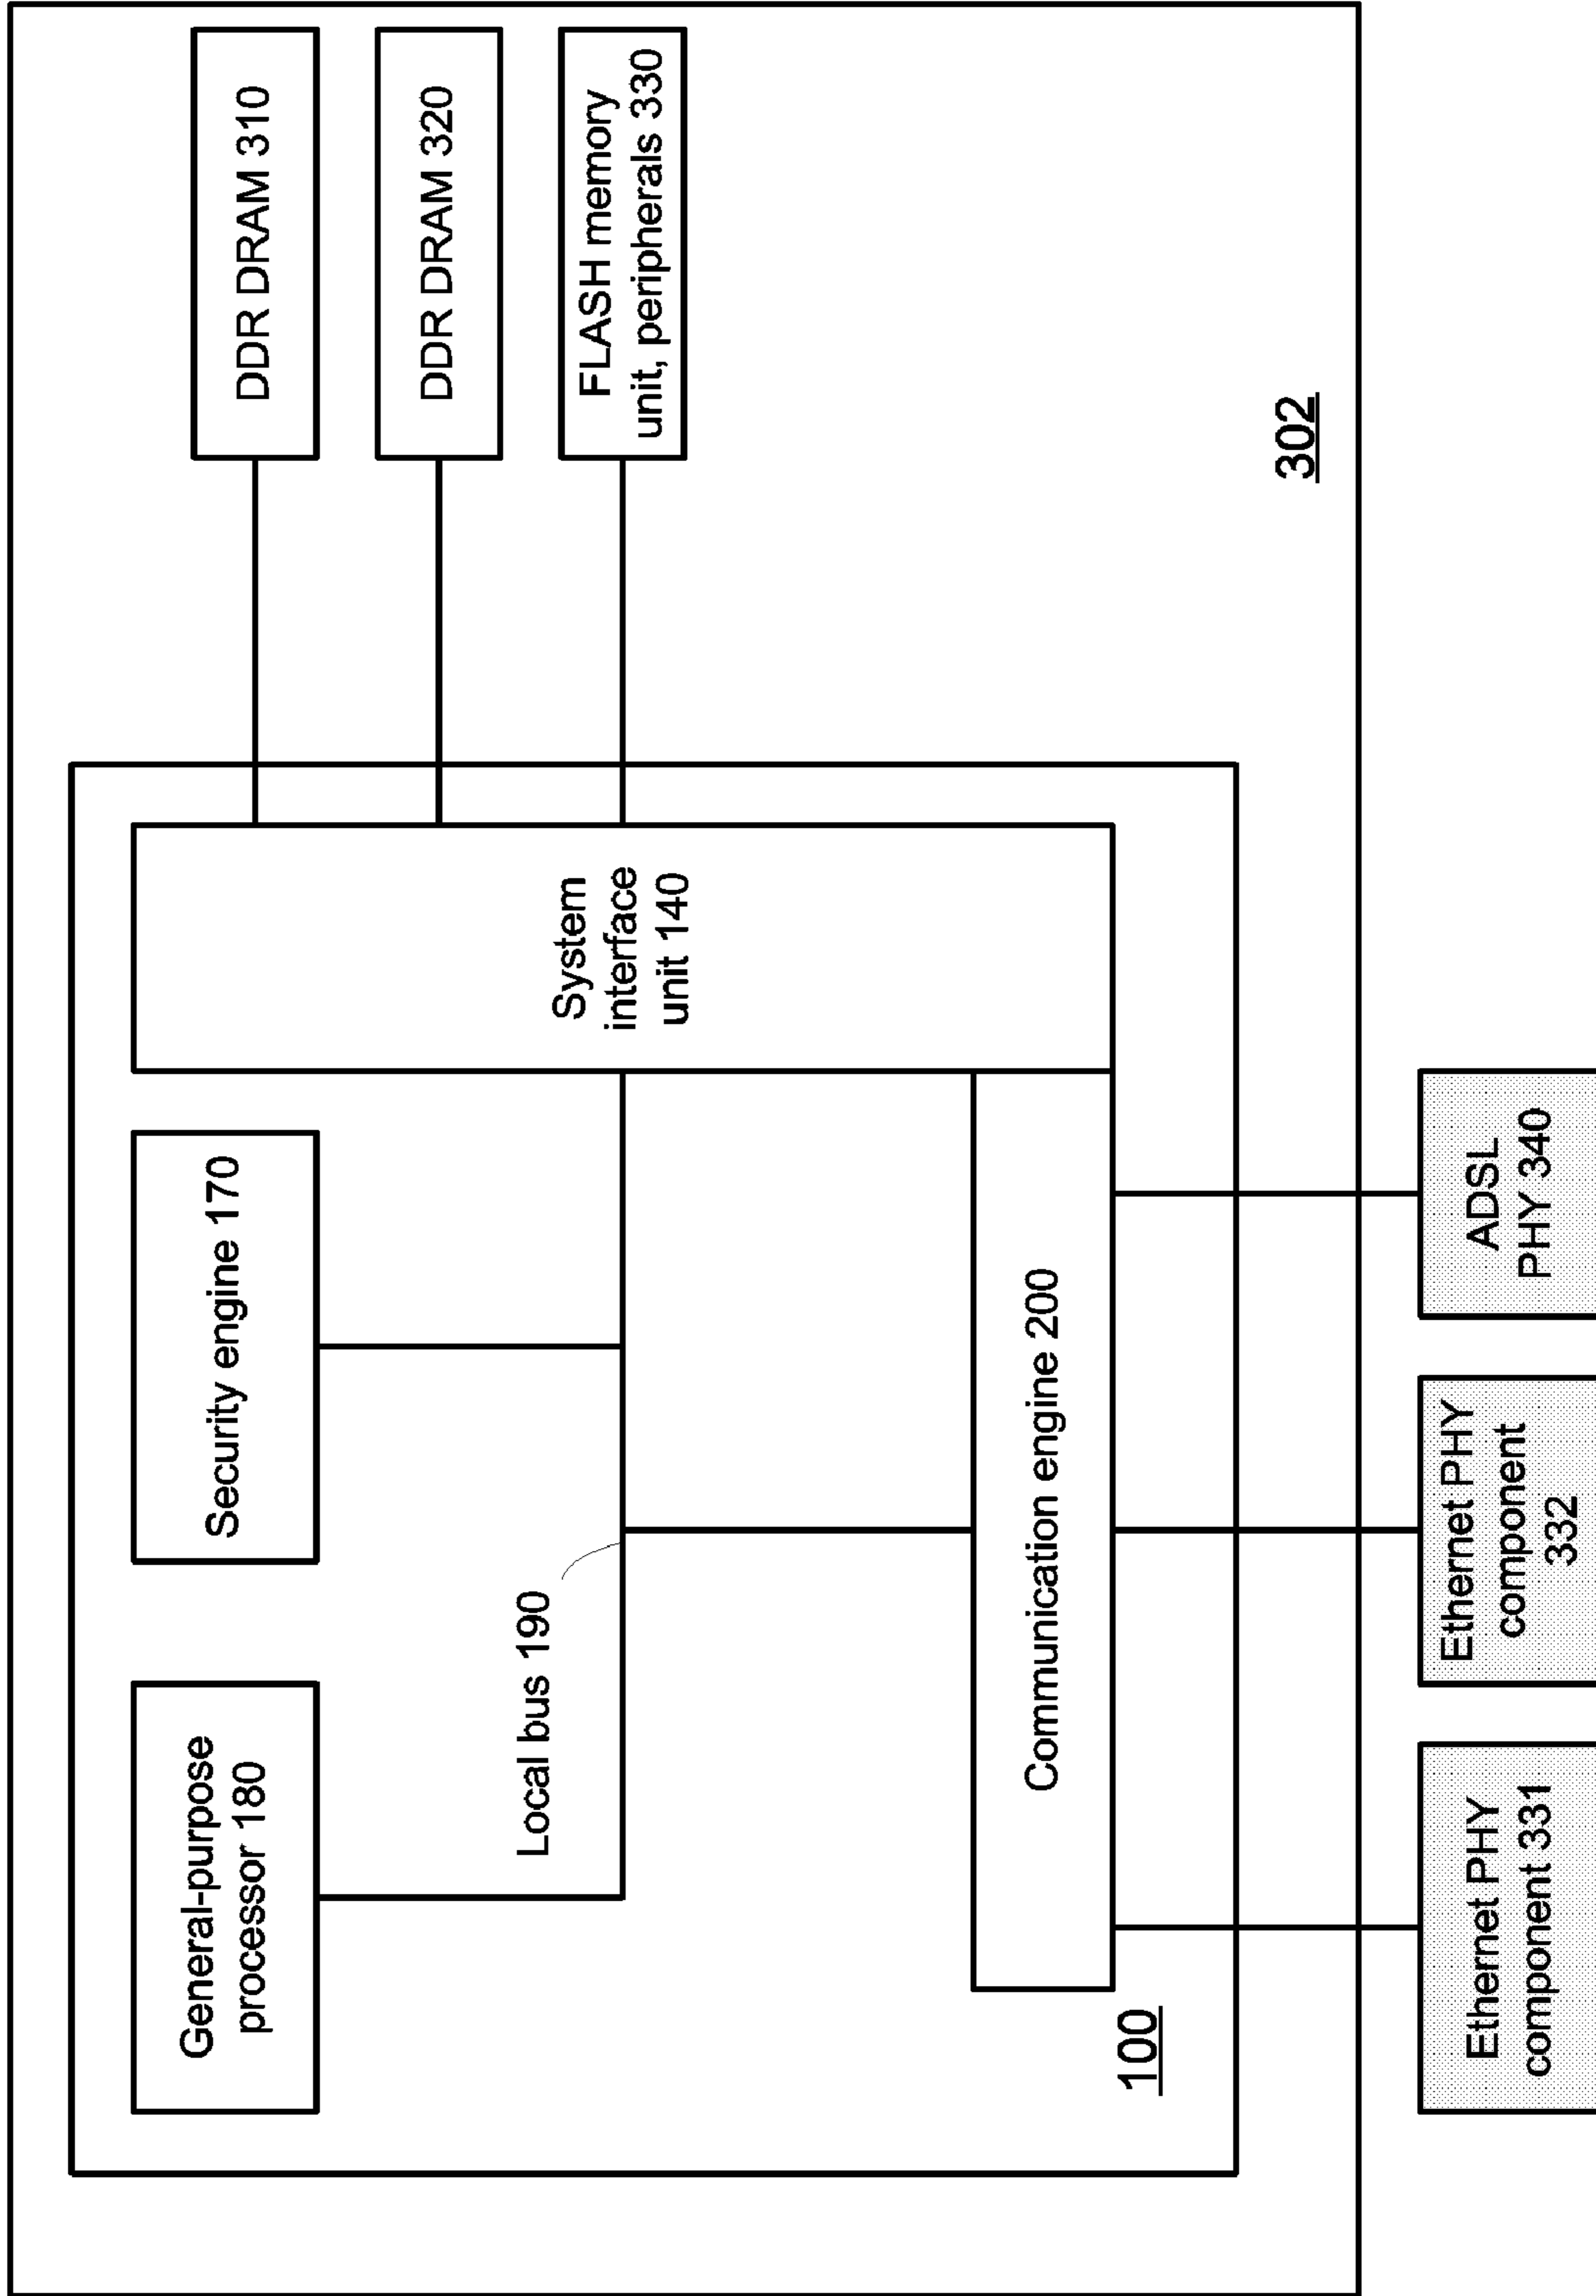 General-purpose
processor 180
Security engine 170
DDR DRAM 310
DDR DRAM 320
Local bus 190
System
interface
unit 140
FLASH memory
unit, peripherals 330
Communication engine 200
100
302
Ethernet PHY
component 331
Ethernet PHY
component
332
ADSL
PHY 340